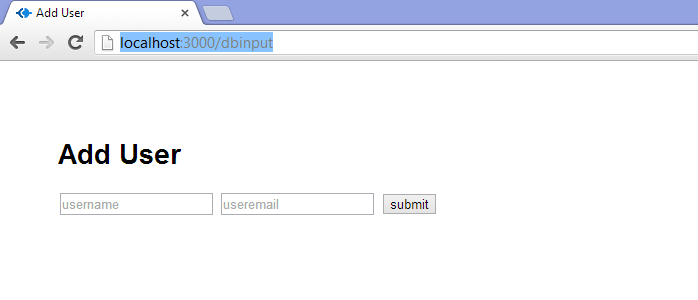 Add User
localhost:3000/dbinput
Add User
username useremail submit